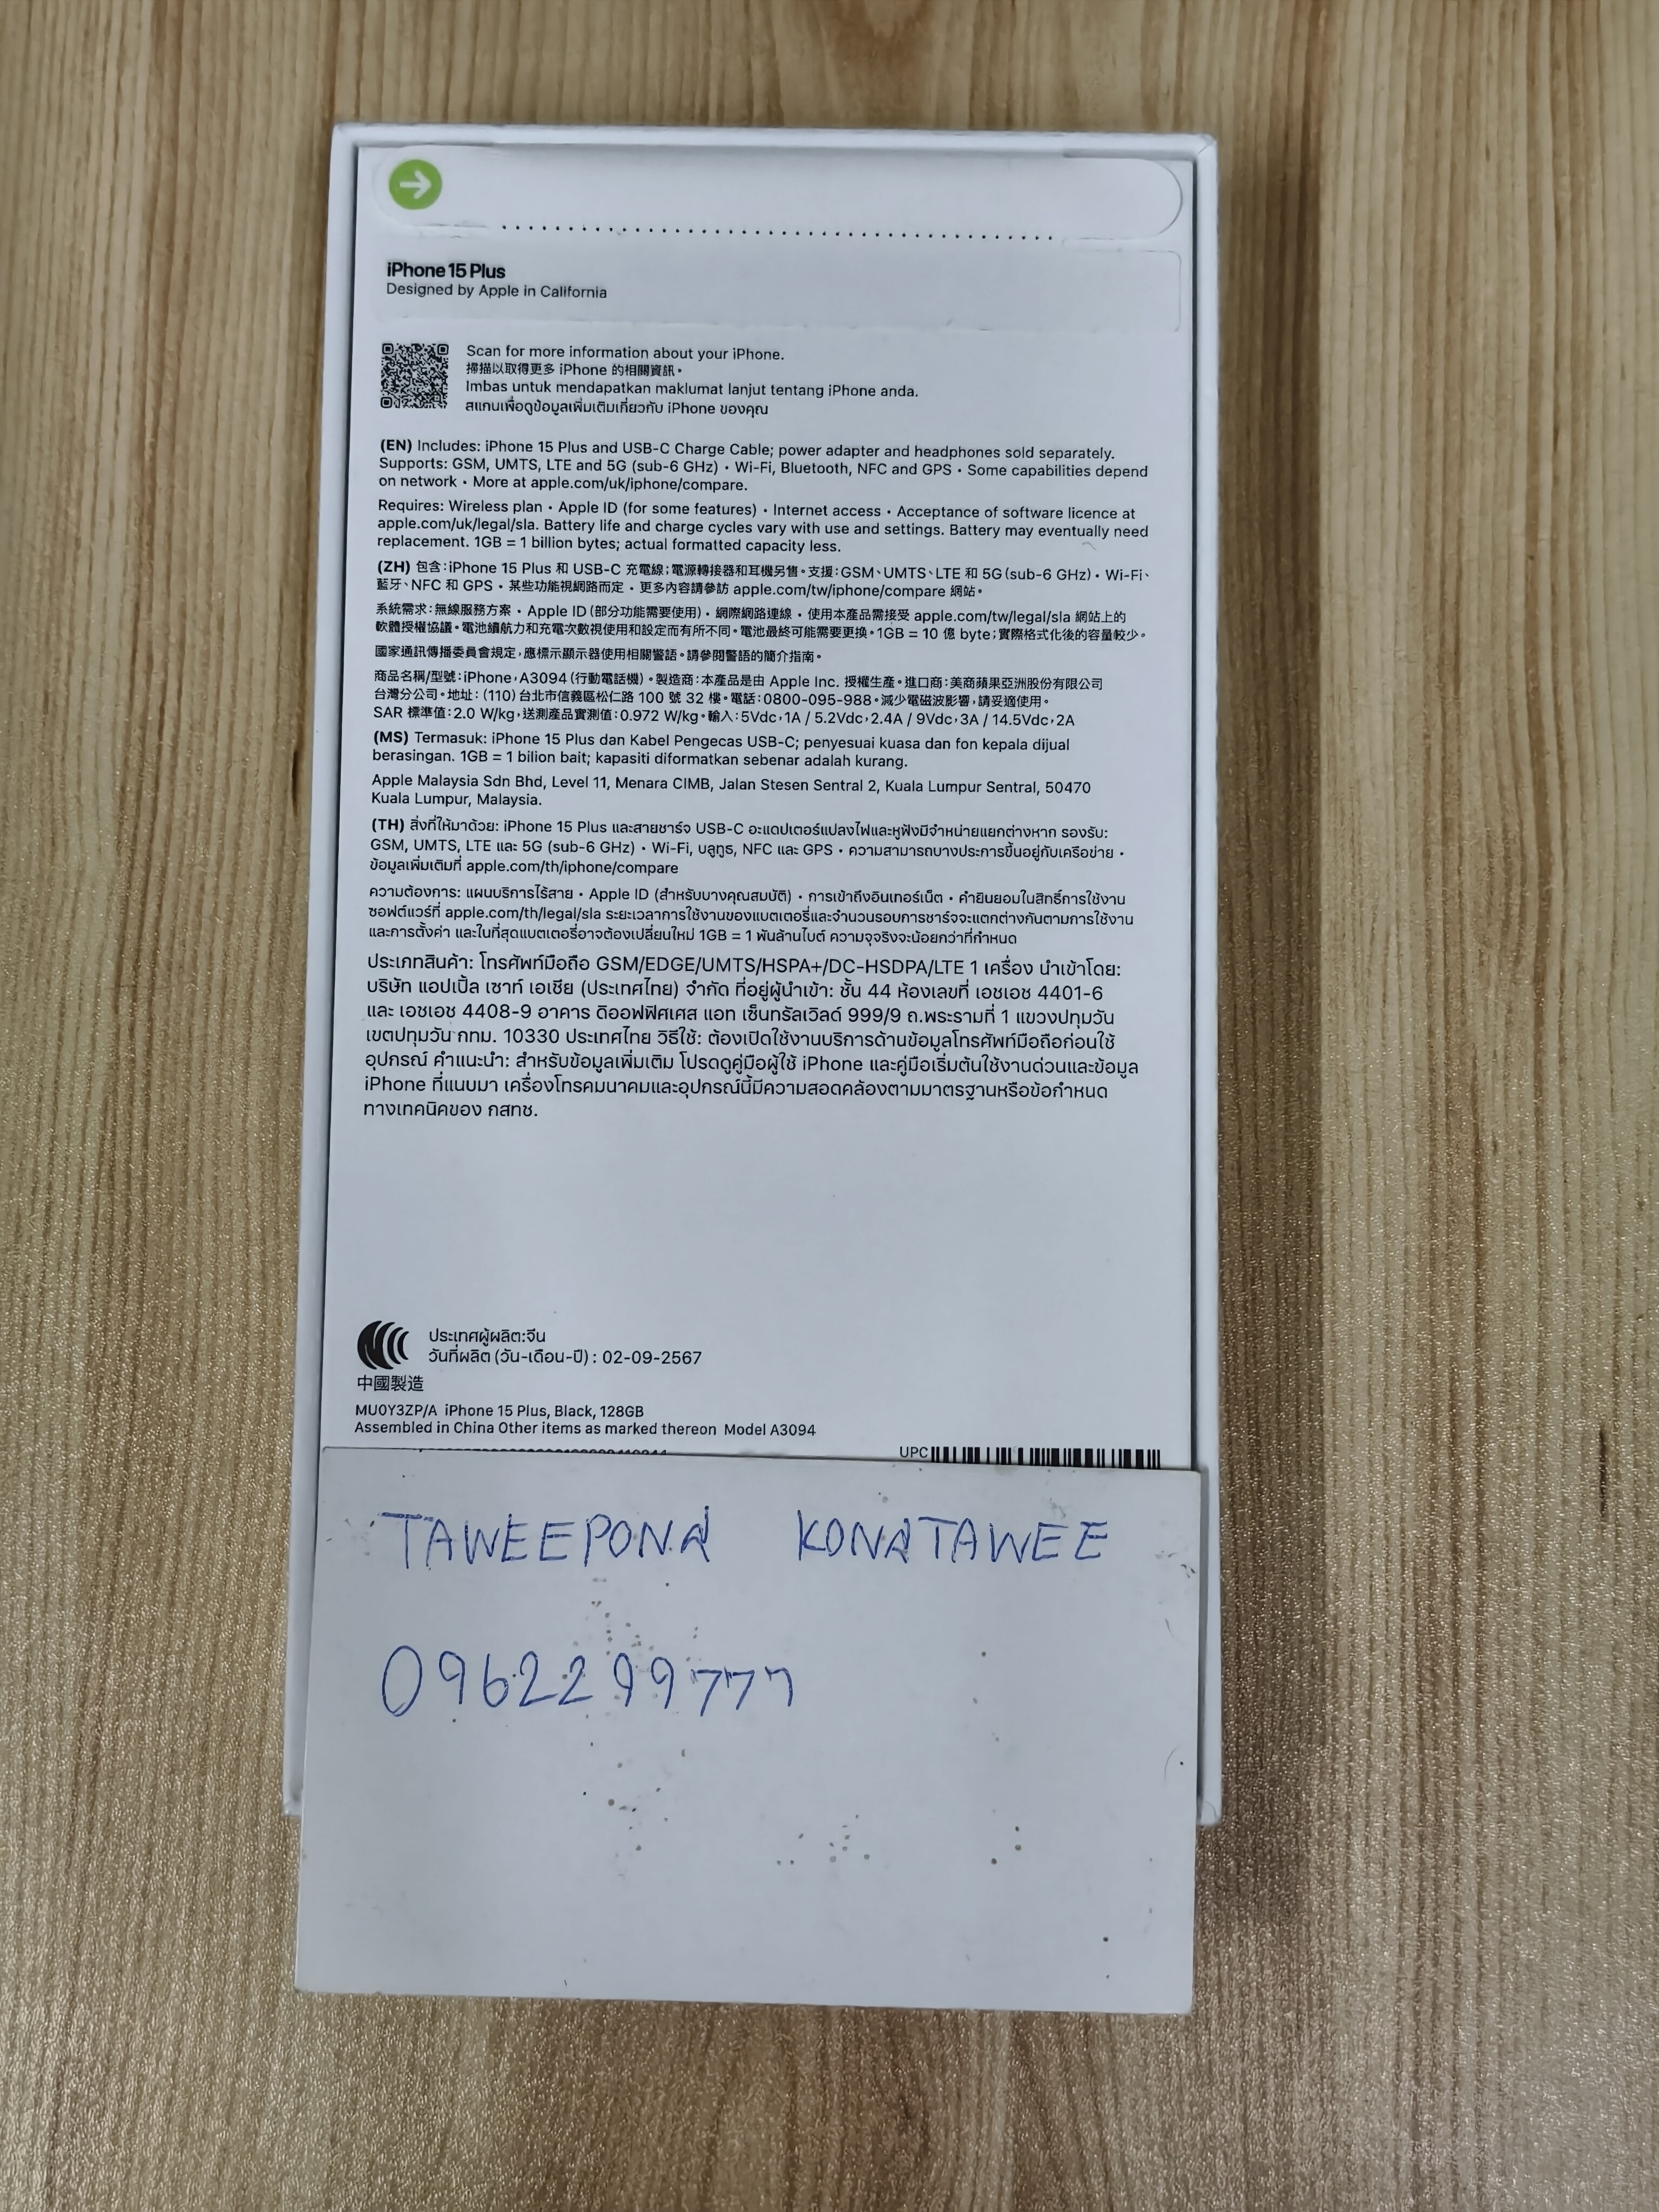 iPhone 15 Plus
Designed by Apple in California
Scan for more information about your iPhone.
掃描以取得更多 iPhone 的相關資訊。
Imbas untuk mendapatkan maklumat lanjut tentang iPhone anda.
สแกนเพื่อดูข้อมูลเพิ่มเติมเกี่ยวกับ iPhone ของคุณ
(EN) Includes: iPhone 15 Plus and USB-C Charge Cable; power adapter and headphones sold separately.
Supports: GSM, UMTS, LTE and 5G (sub-6 GHz) • Wi-Fi, Bluetooth, NFC and GPS • Some capabilities depend
on network • More at apple.com/uk/iphone/compare.
Requires: Wireless plan • Apple ID (for some features) • Internet access • Acceptance of software licence at
apple.com/uk/legal/sla. Battery life and charge cycles vary with use and settings. Battery may eventually need
replacement. 1GB = 1 billion bytes; actual formatted capacity less.
(ZH) 包含：iPhone 15 Plus 和 USB-C 充電線；電源轉接器和耳機另售。支援：GSM、UMTS、LTE 和 5G (sub-6 GHz)・Wi-Fi、
藍牙、NFC 和 GPS・某些功能視網路而定・更多內容請參訪 apple.com/tw/iphone/compare 網站。
系統需求：無線服務方案・Apple ID (部分功能需要使用)・網際網路連線・使用本產品需接受 apple.com/tw/legal/sla 網站上的
軟體授權協議。電池續航力和充電次數視使用和設定而有所不同。電池最終可能需要更換。1GB = 10 億 byte；實際格式化後的容量較少。
國家通訊傳播委員會規定，應標示顯示器使用相關警語。請參閱警語的簡介指南。
商品名稱/型號：iPhone，A3094 (行動電話機)。製造商：本產品是由 Apple Inc. 授權生產。進口商：美商蘋果亞洲股份有限公司
台灣分公司。地址：(110) 台北市信義區松仁路 100 號 32 樓。電話：0800-095-988。減少電磁波影響，請妥適使用。
SAR 標準值：2.0 W/kg，送測產品實測值：0.972 W/kg。輸入：5Vdc，1A / 5.2Vdc，2.4A / 9Vdc，3A / 14.5Vdc，2A
(MS) Termasuk: iPhone 15 Plus dan Kabel Pengecas USB-C; penyesuai kuasa dan fon kepala dijual
berasingan. 1GB = 1 bilion bait; kapasiti diformatkan sebenar adalah kurang.
Apple Malaysia Sdn Bhd, Level 11, Menara CIMB, Jalan Stesen Sentral 2, Kuala Lumpur Sentral, 50470
Kuala Lumpur, Malaysia.
(TH) สิ่งที่ให้มาด้วย: iPhone 15 Plus และสายชาร์จ USB-C อะแดปเตอร์แปลงไฟและหูฟังมีจำหน่ายแยกต่างหาก รองรับ:
GSM, UMTS, LTE และ 5G (sub-6 GHz) • Wi-Fi, บลูทูธ, NFC และ GPS • ความสามารถบางประการขึ้นอยู่กับเครือข่าย •
ข้อมูลเพิ่มเติมที่ apple.com/th/iphone/compare
ความต้องการ: แผนบริการไร้สาย • Apple ID (สำหรับบางคุณสมบัติ) • การเข้าถึงอินเทอร์เน็ต • คำยินยอมในสิทธิ์การใช้งาน
ซอฟต์แวร์ที่ apple.com/th/legal/sla ระยะเวลาการใช้งานของแบตเตอรี่และจำนวนรอบการชาร์จจะแตกต่างกันตามการใช้งาน
และการตั้งค่า และในที่สุดแบตเตอรี่อาจต้องเปลี่ยนใหม่ 1GB = 1 พันล้านไบต์ ความจุจริงจะน้อยกว่าที่กำหนด
ประเภทสินค้า: โทรศัพท์มือถือ GSM/EDGE/UMTS/HSPA+/DC-HSDPA/LTE 1 เครื่อง นำเข้าโดย:
บริษัท แอปเปิ้ล เซาท์ เอเชีย (ประเทศไทย) จำกัด ที่อยู่ผู้นำเข้า: ชั้น 44 ห้องเลขที่ เอชเอช 4401-6
และ เอชเอช 4408-9 อาคาร ดิออฟฟิศเศส แอท เซ็นทรัลเวิลด์ 999/9 ถ.พระรามที่ 1 แขวงปทุมวัน
เขตปทุมวัน กทม. 10330 ประเทศไทย วิธีใช้: ต้องเปิดใช้งานบริการด้านข้อมูลโทรศัพท์มือถือก่อนใช้
อุปกรณ์ คำแนะนำ: สำหรับข้อมูลเพิ่มเติม โปรดดูคู่มือผู้ใช้ iPhone และคู่มือเริ่มต้นใช้งานด่วนและข้อมูล
iPhone ที่แนบมา เครื่องโทรคมนาคมและอุปกรณ์นี้มีความสอดคล้องตามมาตรฐานหรือข้อกำหนด
ทางเทคนิคของ กสทช.
ประเทศผู้ผลิต:จีน
วันที่ผลิต (วัน-เดือน-ปี) : 02-09-2567
中國製造
MU0Y3ZP/A iPhone 15 Plus, Black, 128GB
Assembled in China Other items as marked thereon Model A3094
UPC
TAWEEPONG KONGTAWEE
0962299777